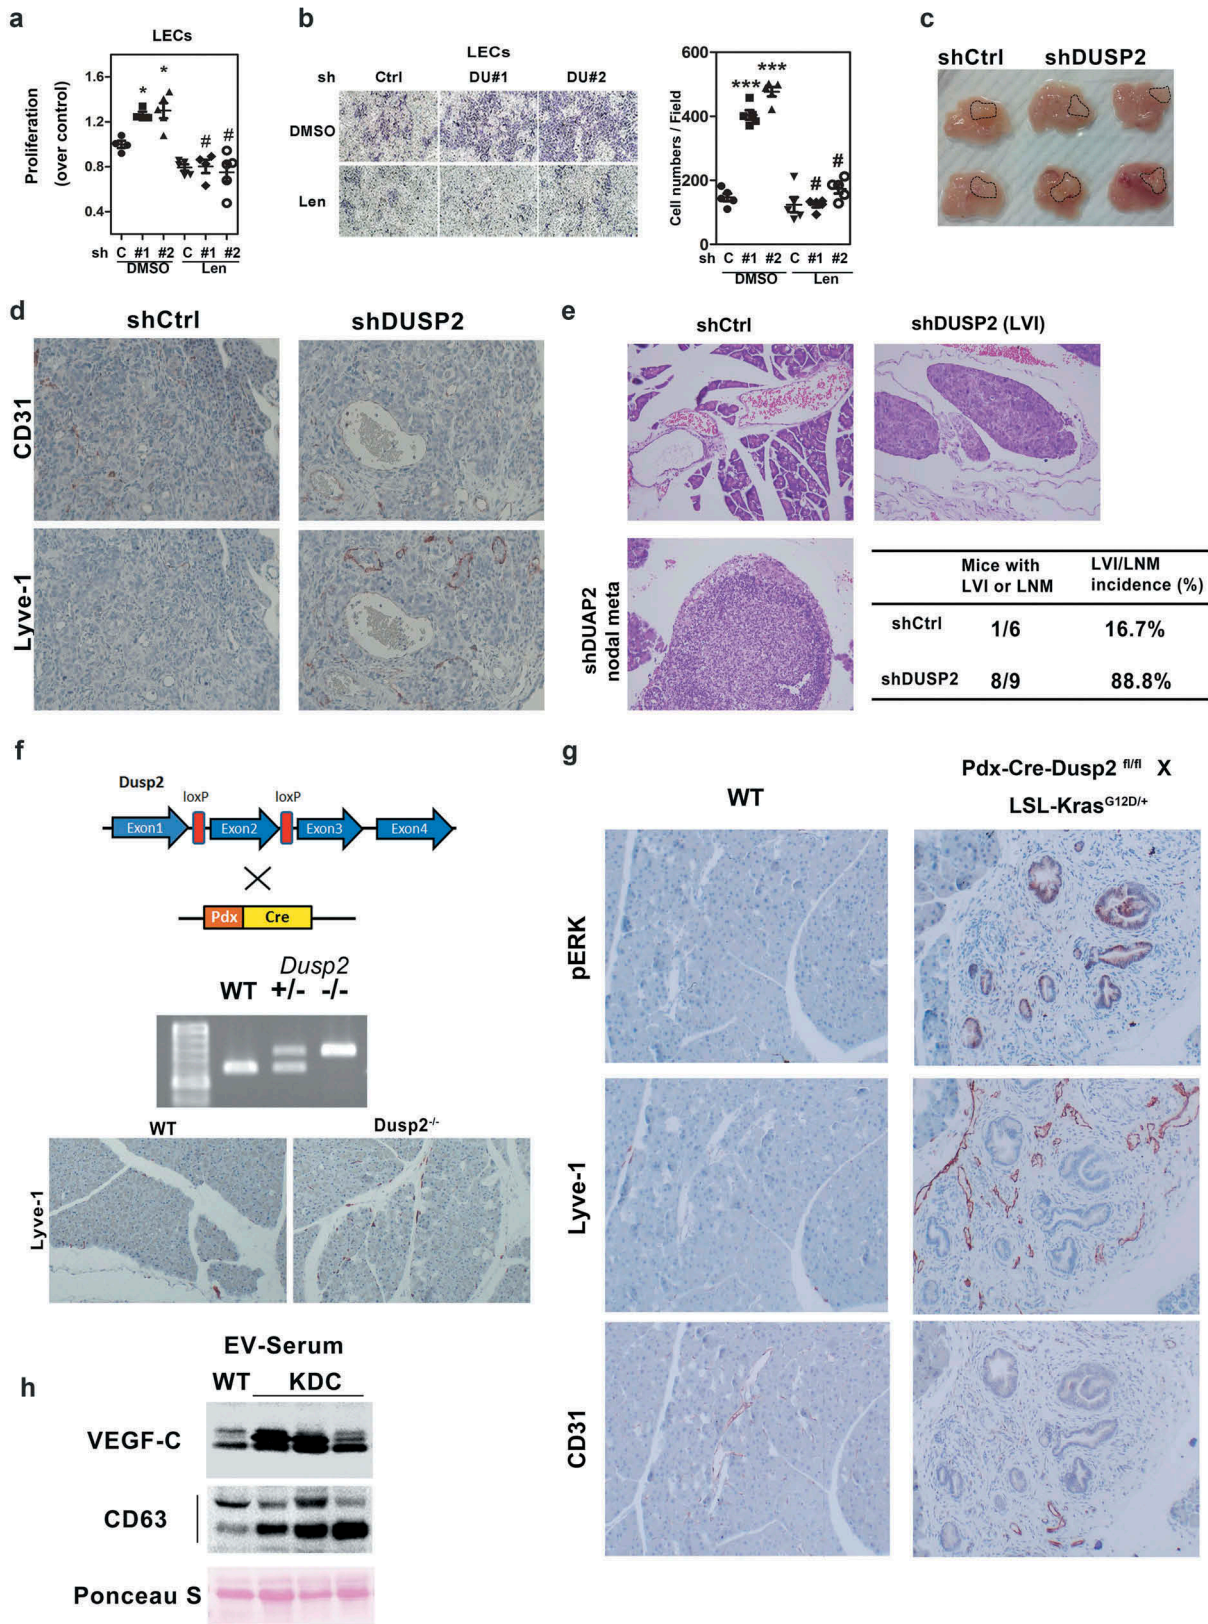 a
LECs
Proliferation
(over control)
1.6
1.2
0.8
0.4
*
*
#
#
sh C #1 #2 C #1 #2
DMSO Len
b
LECs
sh Ctrl DU#1 DU#2
DMSO
Len
Cell numbers / Field
600
400
200
0
***
***
#
#
sh C #1 #2 C #1 #2
DMSO Len
c
shCtrl shDUSP2
d
shCtrl shDUSP2
CD31
Lyve-1
e
shCtrl shDUSP2 (LVI)
shDUAP2
nodal meta
Mice with LVI/LNM
LVI or LNM incidence (%)
shCtrl 1/6 16.7%
shDUSP2 8/9 88.8%
f
Dusp2
loxP loxP
Exon1 Exon2 Exon3 Exon4
Pdx Cre
Dusp2
WT +/- -/-
WT Dusp2-/-
Lyve-1
g
Pdx-Cre-Dusp2 fl/fl X
WT LSL-KrasG12D/+
pERK
Lyve-1
CD31
h
EV-Serum
WT KDC
VEGF-C
CD63
Ponceau S